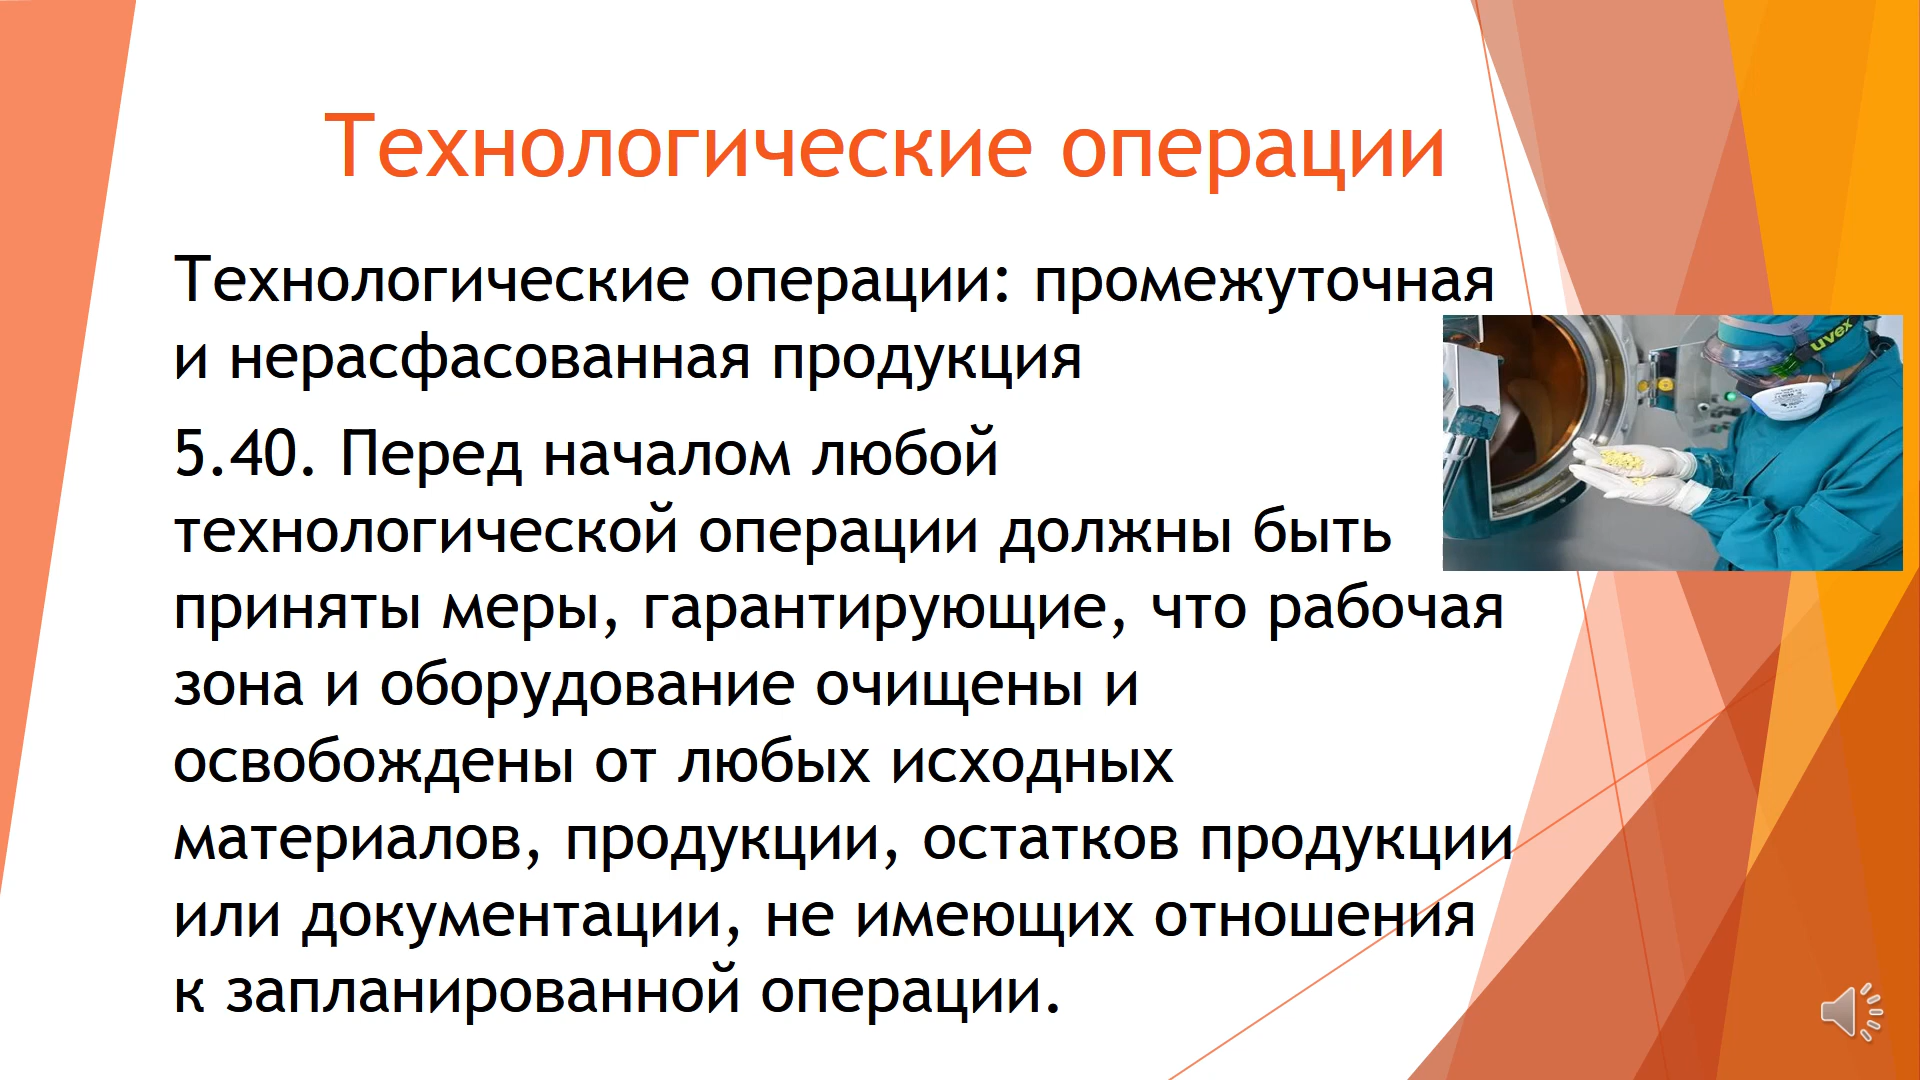 Технологические операции
Технологические операции: промежуточная
и нерасфасованная продукция
5.40. Перед началом любой
технологической операции должны быть
приняты меры, гарантирующие, что рабочая
зона и оборудование очищены и
освобождены от любых исходных
материалов, продукции, остатков продукции
или документации, не имеющих отношения
к запланированной операции.
uvex